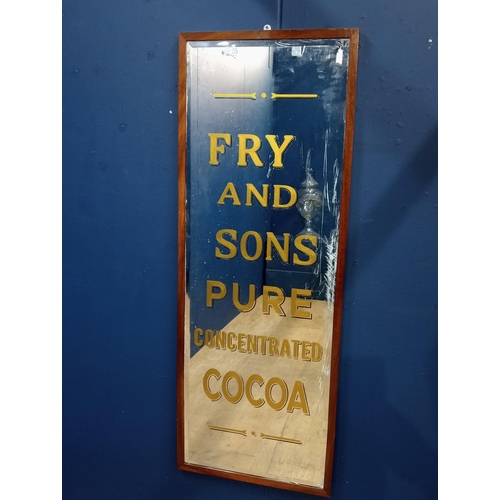 FRY
AND
SONS
PURE
CONCENTRATED
COCOA